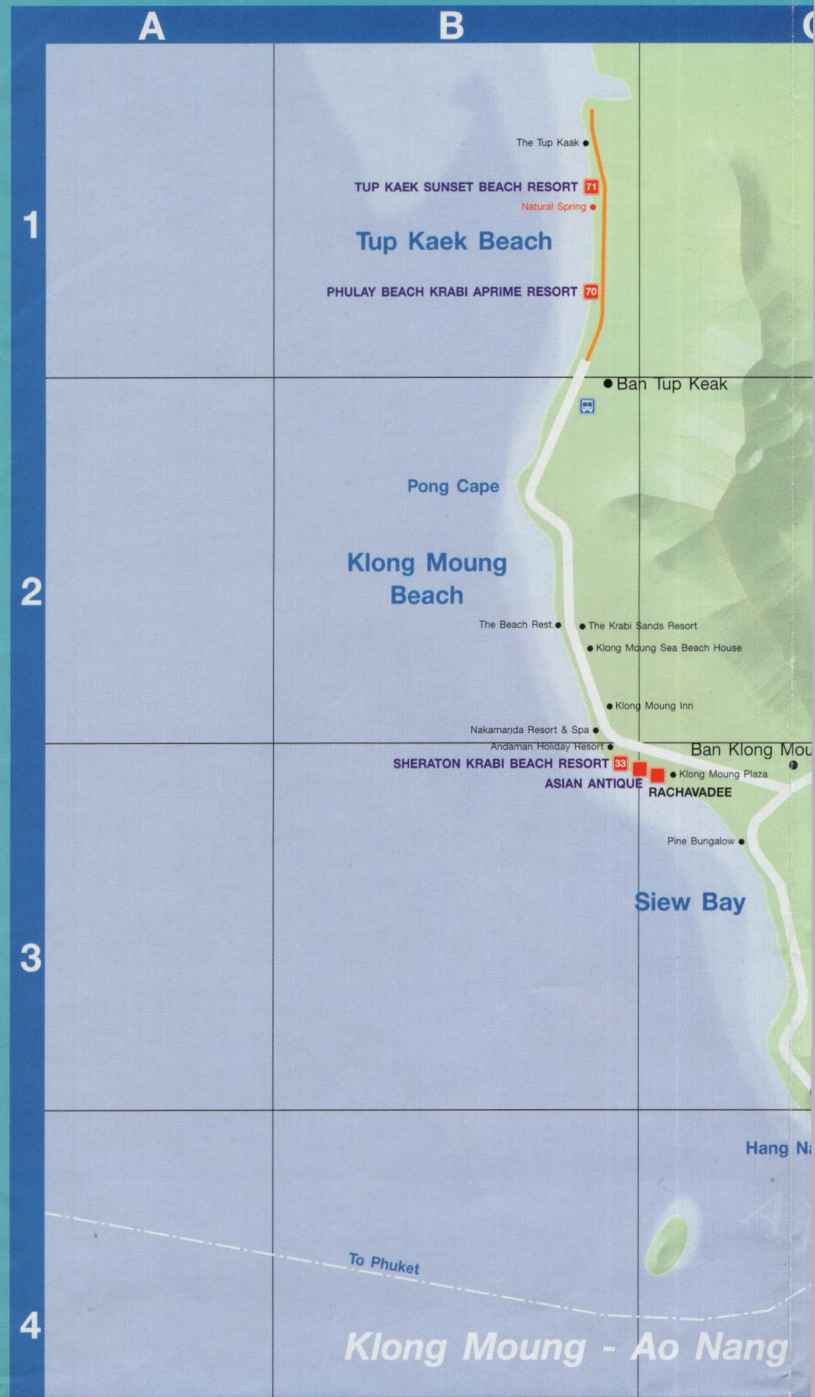 A
B
1
The Tup Kaak
TUP KAEK SUNSET BEACH RESORT 71
Natural Spring
Tup Kaek Beach
PHULAY BEACH KRABI APRIME RESORT 70
Ban Tup Keak
Pong Cape
2
Klong Moung
Beach
The Beach Rest.
The Krabi Sands Resort
Klong Moung Sea Beach House
Klong Moung Inn
Nakamanda Resort & Spa
Andaman Holiday Resort
Ban Klong Mou
SHERATON KRABI BEACH RESORT 33
Klong Moung Plaza
ASIAN ANTIQUE
RACHAVADEE
Pine Bungalow
Siew Bay
3
Hang Na
To Phuket
4
Klong Moung - Ao Nang